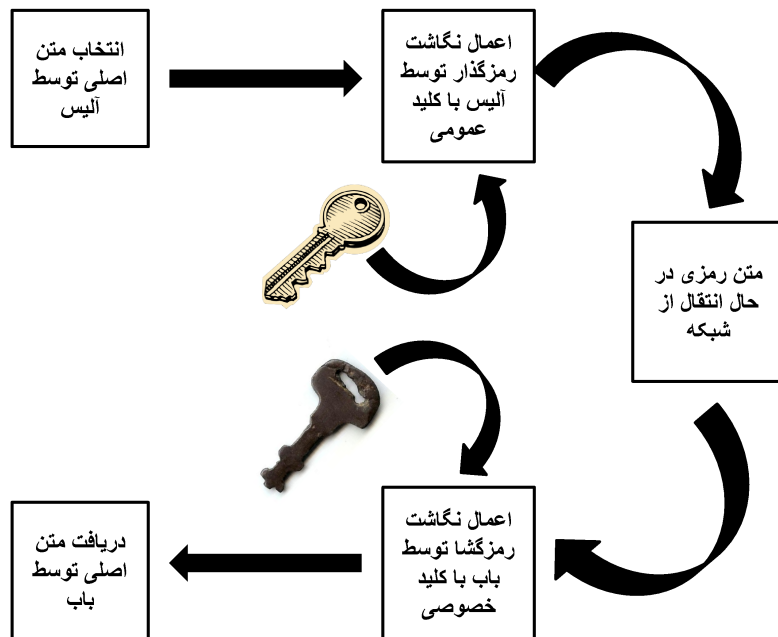 انتخاب متن
اصلی توسط
آلیس
اعمال نگاشت
رمزگذار توسط
آلیس با کلید
عمومی
متن رمزی در
حال انتقال از
شبکه
اعمال نگاشت
رمزگشا توسط
باب با کلید
خصوصی
دریافت متن
اصلی توسط
باب